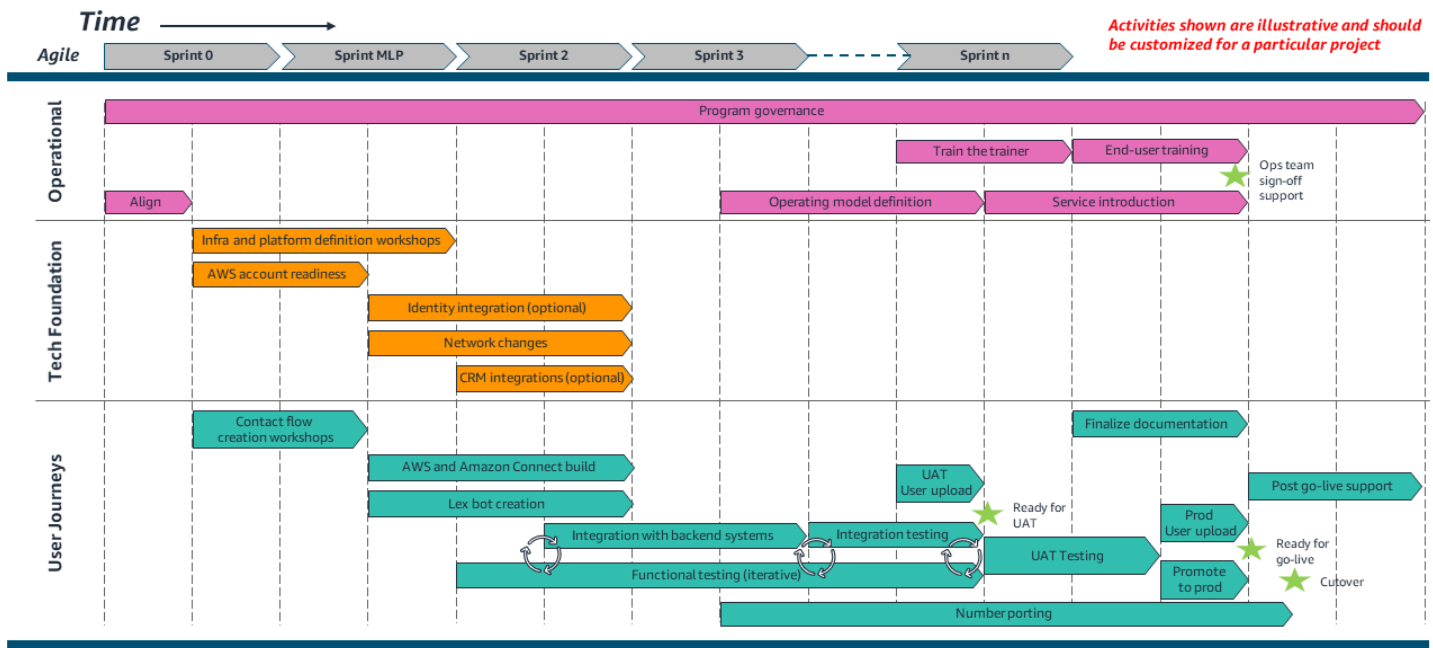 Time
Activities shown are illustrative and should
be customized for a particular project
Agile
Sprint 0
Sprint MLP
Sprint 2
Sprint 3
Sprint n
Operational
Program governance
Train the trainer
End-user training
Ops team
sign-off
support
Align
Operating model definition
Service introduction
Tech Foundation
Infra and platform definition workshops
AWS account readiness
Identity integration (optional)
Network changes
CRM integrations (optional)
User Journeys
Contact flow
creation workshops
Finalize documentation
AWS and Amazon Connect build
UAT
User upload
Post go-live support
Lex bot creation
Ready for
UAT
Prod
User upload
Integration with backend systems
Integration testing
UAT Testing
Ready for
go-live
Functional testing (iterative)
Promote
to prod
Cutover
Number porting